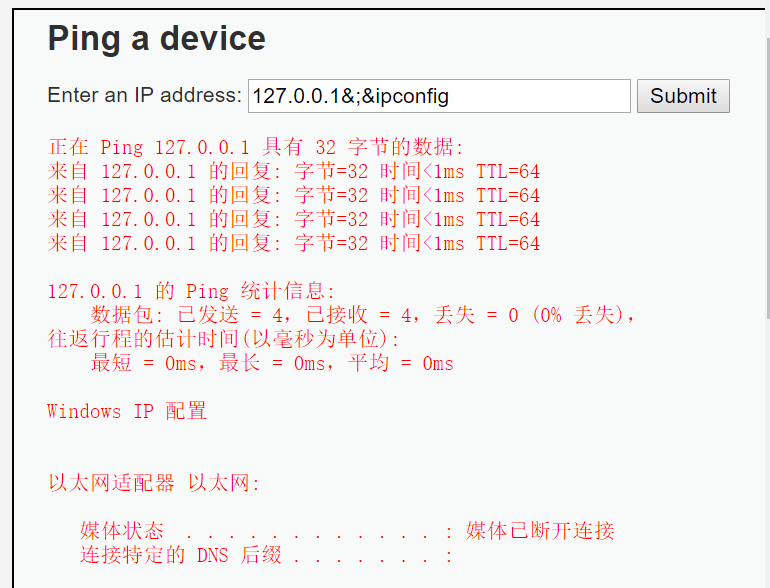 Ping a device
Enter an IP address: 127.0.0.1&;&ipconfig Submit
正在 Ping 127.0.0.1 具有 32 字节的数据:
来自 127.0.0.1 的回复: 字节=32 时间<1ms TTL=64
来自 127.0.0.1 的回复: 字节=32 时间<1ms TTL=64
来自 127.0.0.1 的回复: 字节=32 时间<1ms TTL=64
来自 127.0.0.1 的回复: 字节=32 时间<1ms TTL=64
127.0.0.1 的 Ping 统计信息:
数据包: 已发送 = 4，已接收 = 4，丢失 = 0 (0% 丢失)，
往返行程的估计时间(以毫秒为单位):
最短 = 0ms，最长 = 0ms，平均 = 0ms
Windows IP 配置
以太网适配器 以太网:
媒体状态  . . . . . . . . . . . . : 媒体已断开连接
连接特定的 DNS 后缀 . . . . . . . :